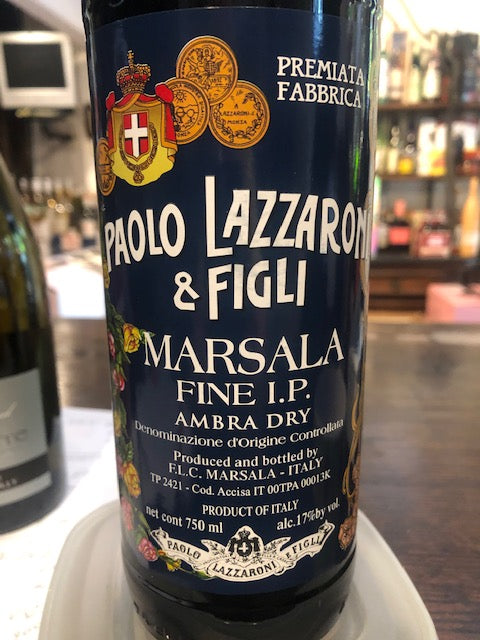 PREMIATA
FABBRICA
A
LAZZARONI & C.
MONZA
PAOLO LAZZARONI
& FIGLI
MARSALA
FINE I.P.
AMBRA DRY
Denominazione d'Origine Controllata
Produced and bottled by
F.L.C. MARSALA - ITALY
TP 2421 - Cod. Accisa IT 00TPA 00013K
PRODUCT OF ITALY
net cont 750 ml alc.17%by vol.
PAOLO LAZZARONI E FIGLI